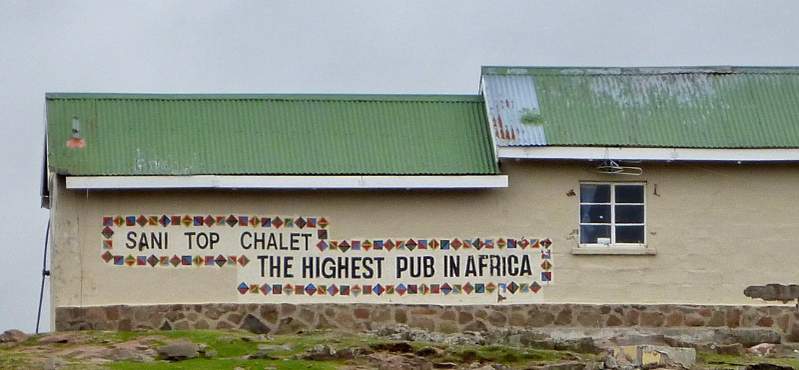 SANI TOP CHALET
THE HIGHEST PUB IN AFRICA